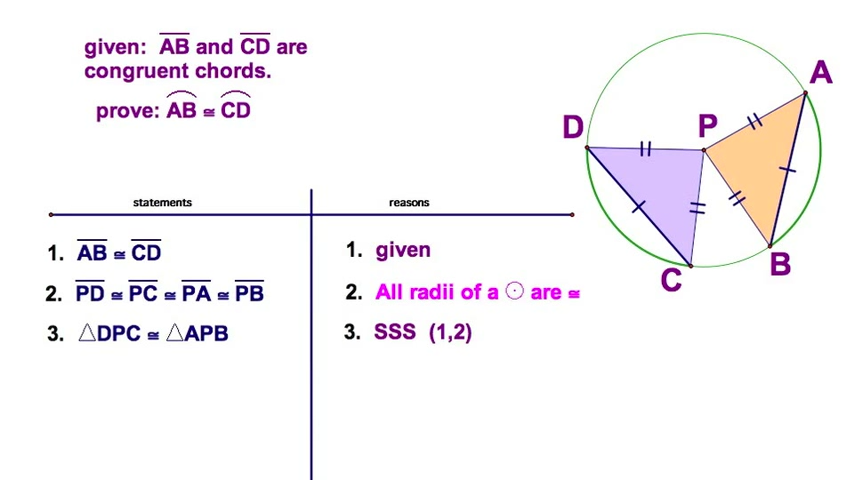 given: AB and CD are
congruent chords.
prove: AB ≅ CD
A
D
P
B
C
statements
reasons
1. AB ≅ CD
1. given
2. PD ≅ PC ≅ PA ≅ PB
2. All radii of a ⊙ are ≅
3. △DPC ≅ △APB
3. SSS (1,2)